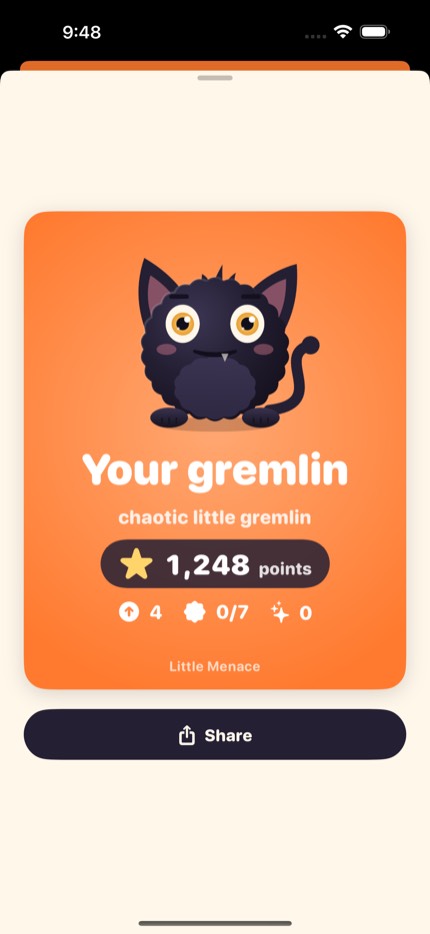 9:48
Your gremlin
chaotic little gremlin
1,248 points
4 0/7 0
Little Menace
Share